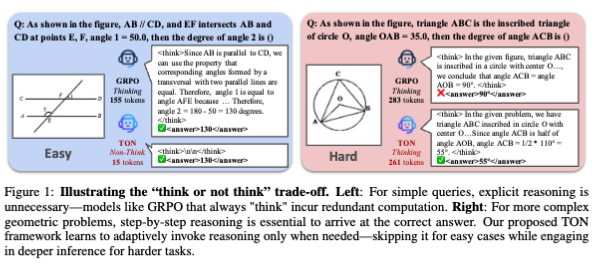 Q: As shown in the figure, AB // CD, and EF intersects AB and
CD at points E, F, angle 1 = 50.0, then the degree of angle 2 is ()
GRPO
Thinking
155 tokens
<think>Since AB is parallel to CD, we
can use the property that
corresponding angles formed by a
transversal with two parallel lines
are equal. Therefore, angle 1 is equal to
angle AFE because ... Therefore,
angle 2 = 180 - 50 = 130 degrees.
</think>
<answer>130</answer>
TON
Non-Think
15 tokens
<think>\n\n</think>
<answer>130</answer>
C
D
A
B
Easy
Q: As shown in the figure, triangle ABC is the inscribed triangle
of circle O, angle OAB = 35.0, then the degree of angle ACB is ()
GRPO
Thinking
283 tokens
<think> In the given figure, triangle ABC
is inscribed in a circle with center O...,
we conclude that angle ACB = angle
AOB = 90°. </think>
<answer>90°</answer>
TON
Thinking
261 tokens
<think> In the given problem, we have
triangle ABC inscribed in circle O with
center O...Since angle ACB is half of
angle AOB, angle ACB = 1/2 * 110° =
55°. </think>
<answer>55°</answer>
C
O
A
B
Hard
Figure 1: Illustrating the “think or not think” trade-off. Left: For simple queries, explicit reasoning is
unnecessary—models like GRPO that always "think" incur redundant computation. Right: For more complex
geometric problems, step-by-step reasoning is essential to arrive at the correct answer. Our proposed TON
framework learns to adaptively invoke reasoning only when needed—skipping it for easy cases while engaging
in deeper inference for harder tasks.